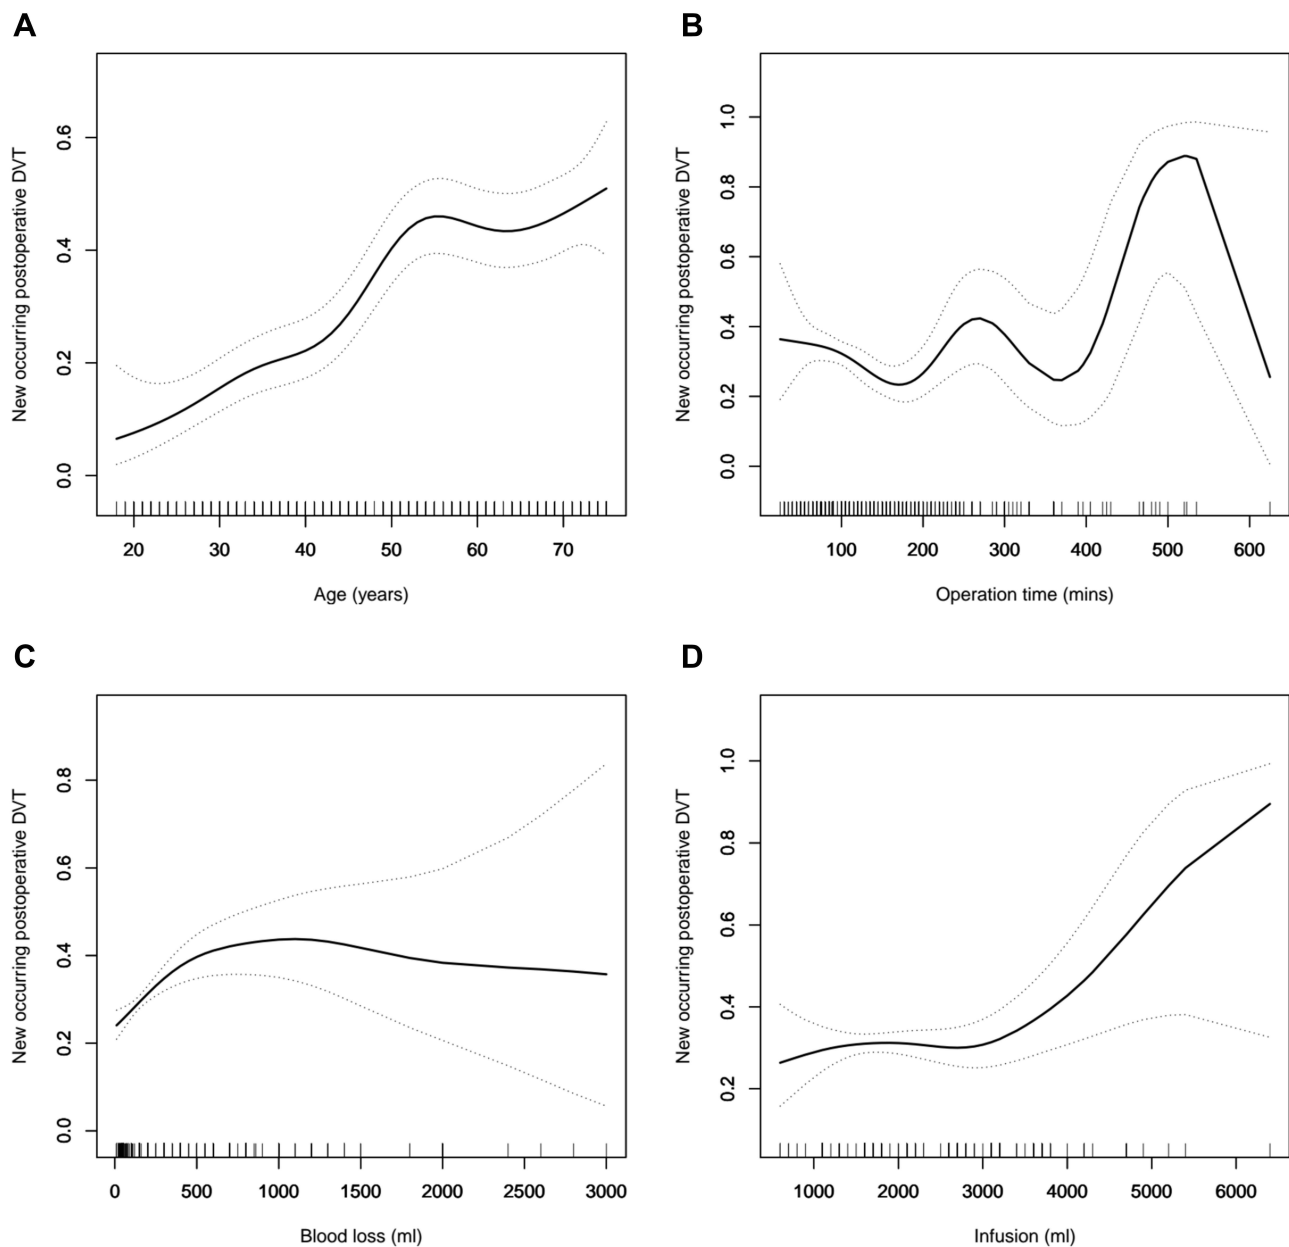 A
New occurring postoperative DVT
0.6
0.4
0.2
0.0
20 30 40 50 60 70
Age (years)
B
New occurring postoperative DVT
1.0
0.8
0.6
0.4
0.2
0.0
100 200 300 400 500 600
Operation time (mins)
C
New occurring postoperative DVT
0.8
0.6
0.4
0.2
0.0
0 500 1000 1500 2000 2500 3000
Blood loss (ml)
D
New occurring postoperative DVT
1.0
0.8
0.6
0.4
0.2
1000 2000 3000 4000 5000 6000
Infusion (ml)